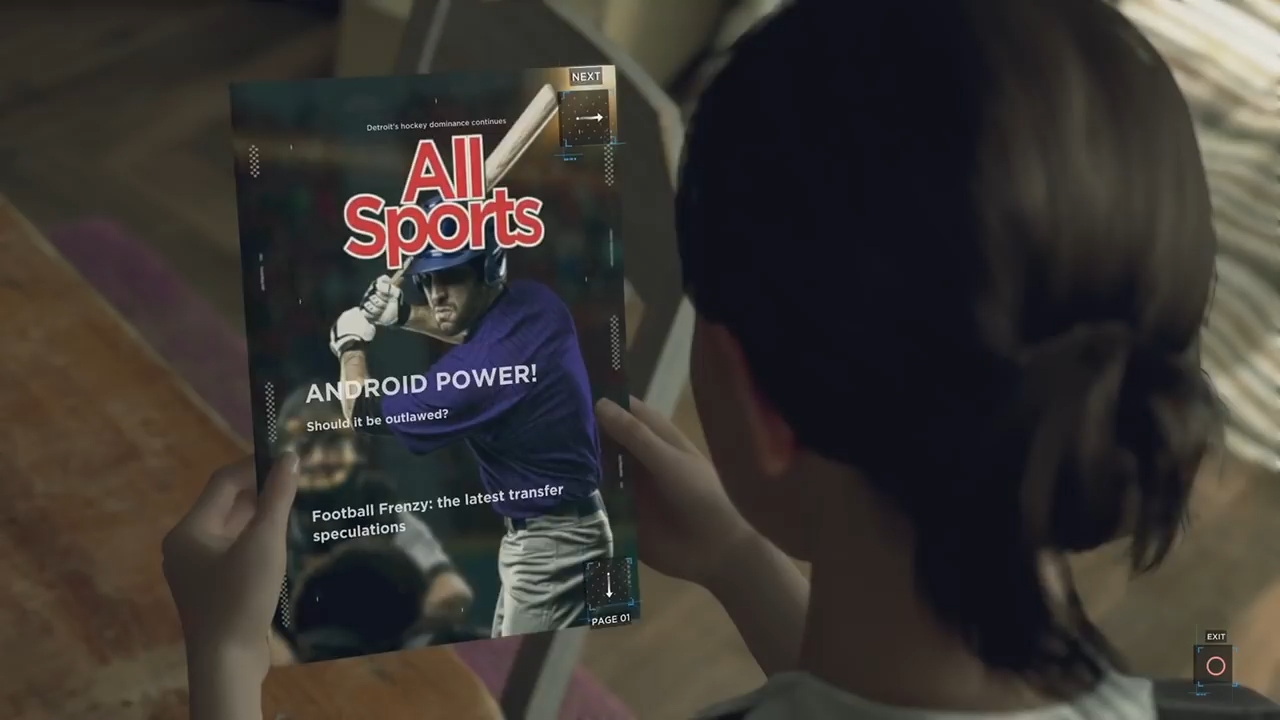 NEXT
Detroit's hockey dominance continues
All
Sports
ANDROID POWER!
Should it be outlawed?
Football Frenzy: the latest transfer
speculations
PAGE 01
EXIT